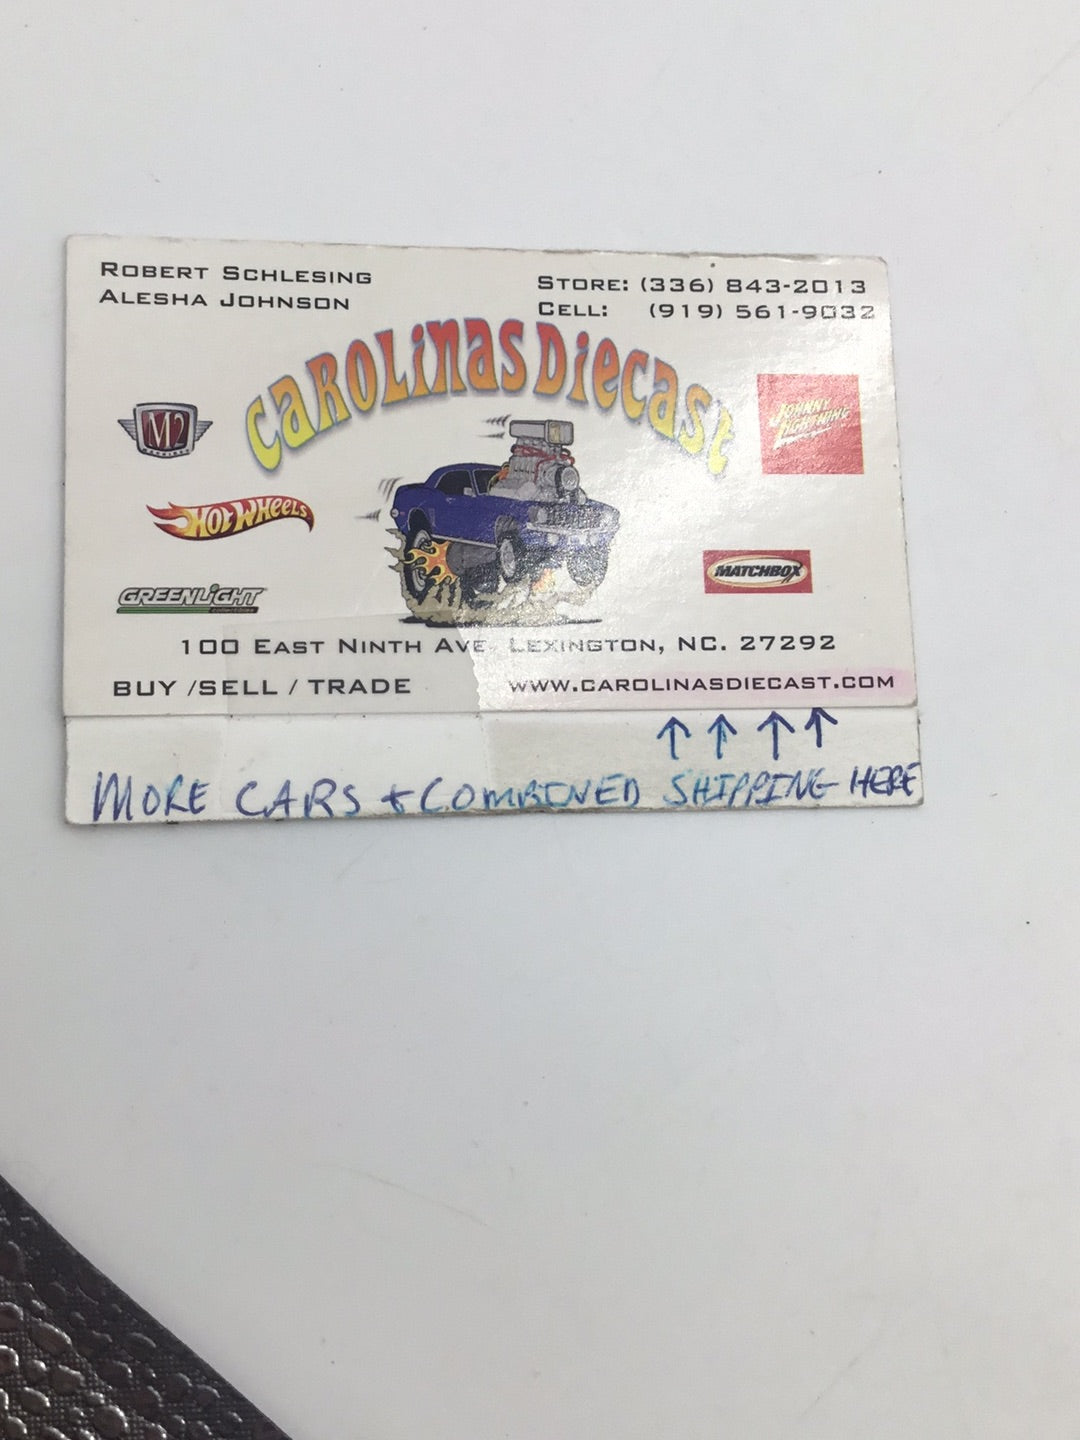 ROBERT SCHLESING
ALESHA JOHNSON
STORE: (336) 843-2013
CELL: (919) 561-9032
CAROLINAS DIECAST
M2
MACHINES
JOHNNY LIGHTNING
HOT WHEELS
MATCHBOX
GREENLIGHT
collectibles
100 EAST NINTH AVE. LEXINGTON, NC. 27292
BUY /SELL / TRADE
WWW.CAROLINASDIECAST.COM
MORE CARS + COMBINED SHIPPING HERE